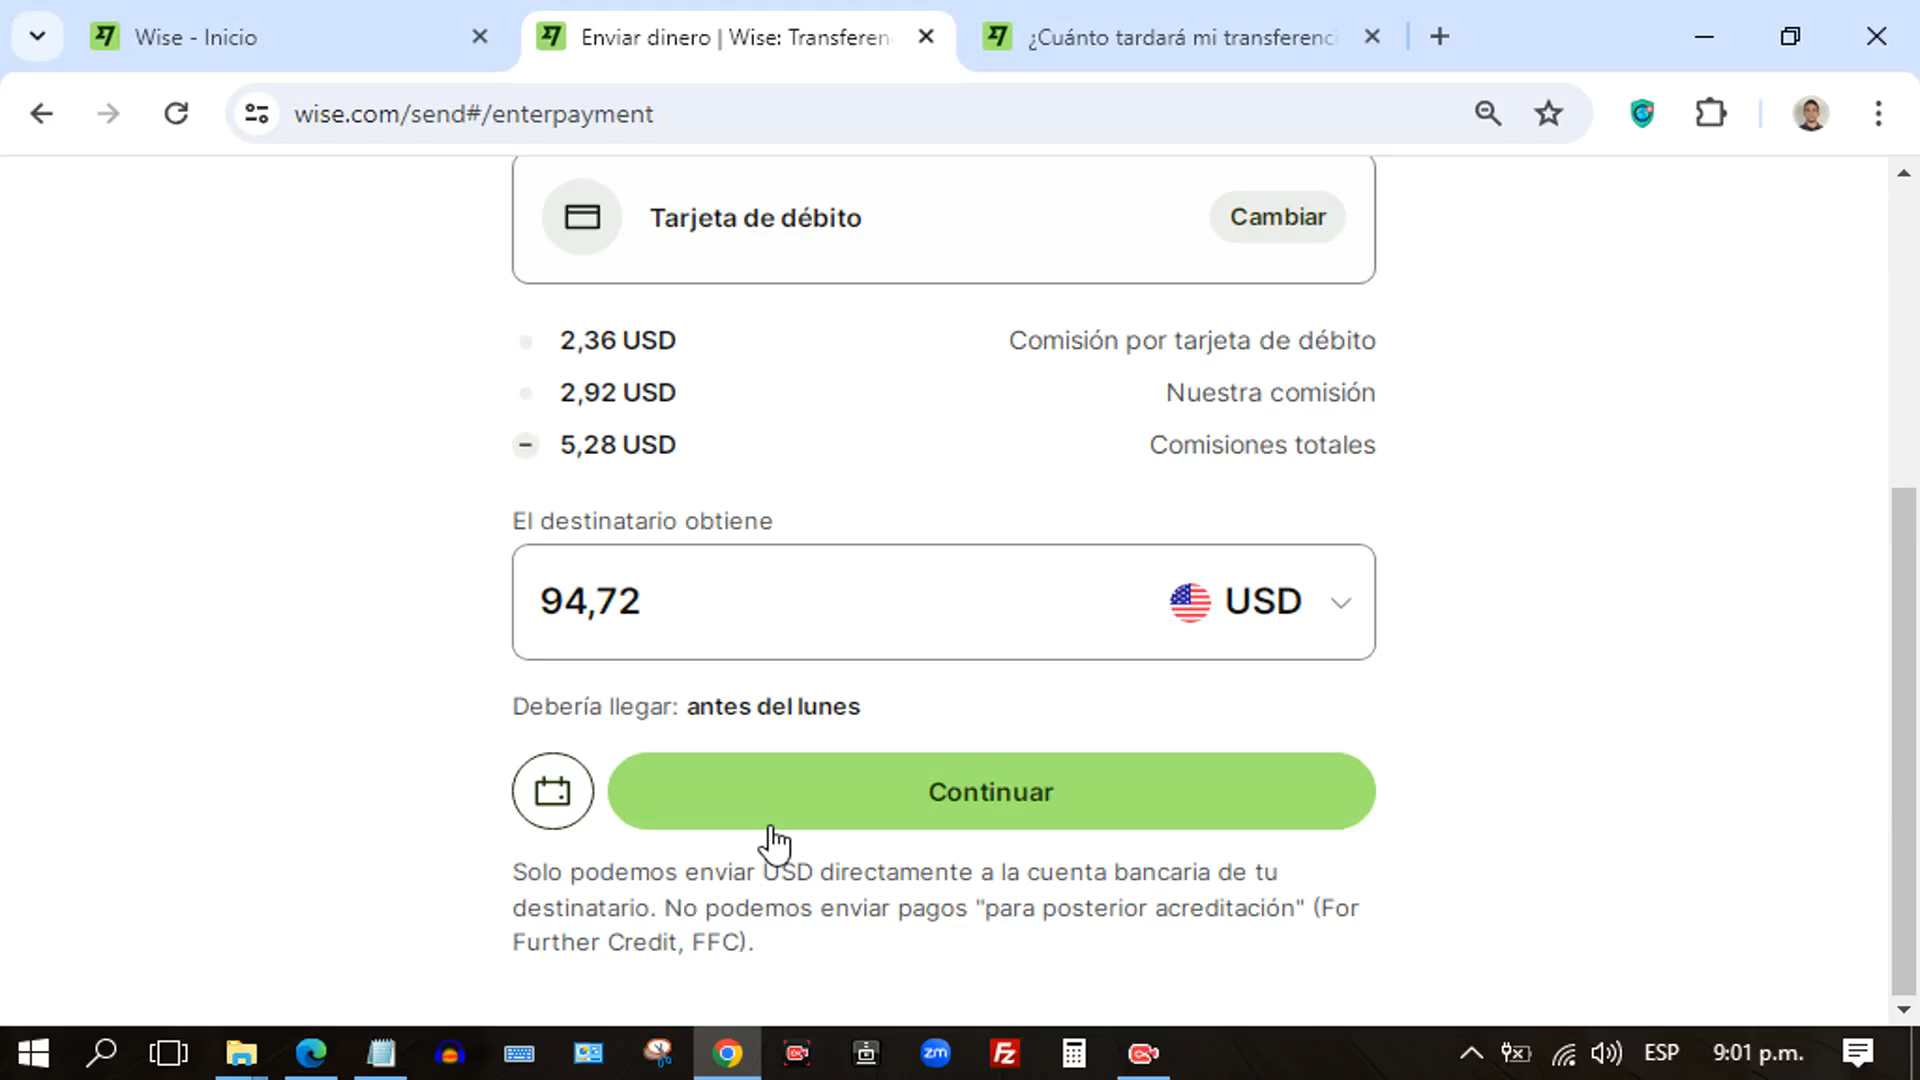 Wise - Inicio
Enviar dinero | Wise: Transferen
¿Cuánto tardará mi transferenci
wise.com/send#/enterpayment
Tarjeta de débito
Cambiar
2,36 USD
Comisión por tarjeta de débito
2,92 USD
Nuestra comisión
5,28 USD
Comisiones totales
El destinatario obtiene
94,72
USD
Debería llegar: antes del lunes
Continuar
Solo podemos enviar USD directamente a la cuenta bancaria de tu
destinatario. No podemos enviar pagos "para posterior acreditación" (For
Further Credit, FFC).
zm
Fz
ESP
9:01 p.m.